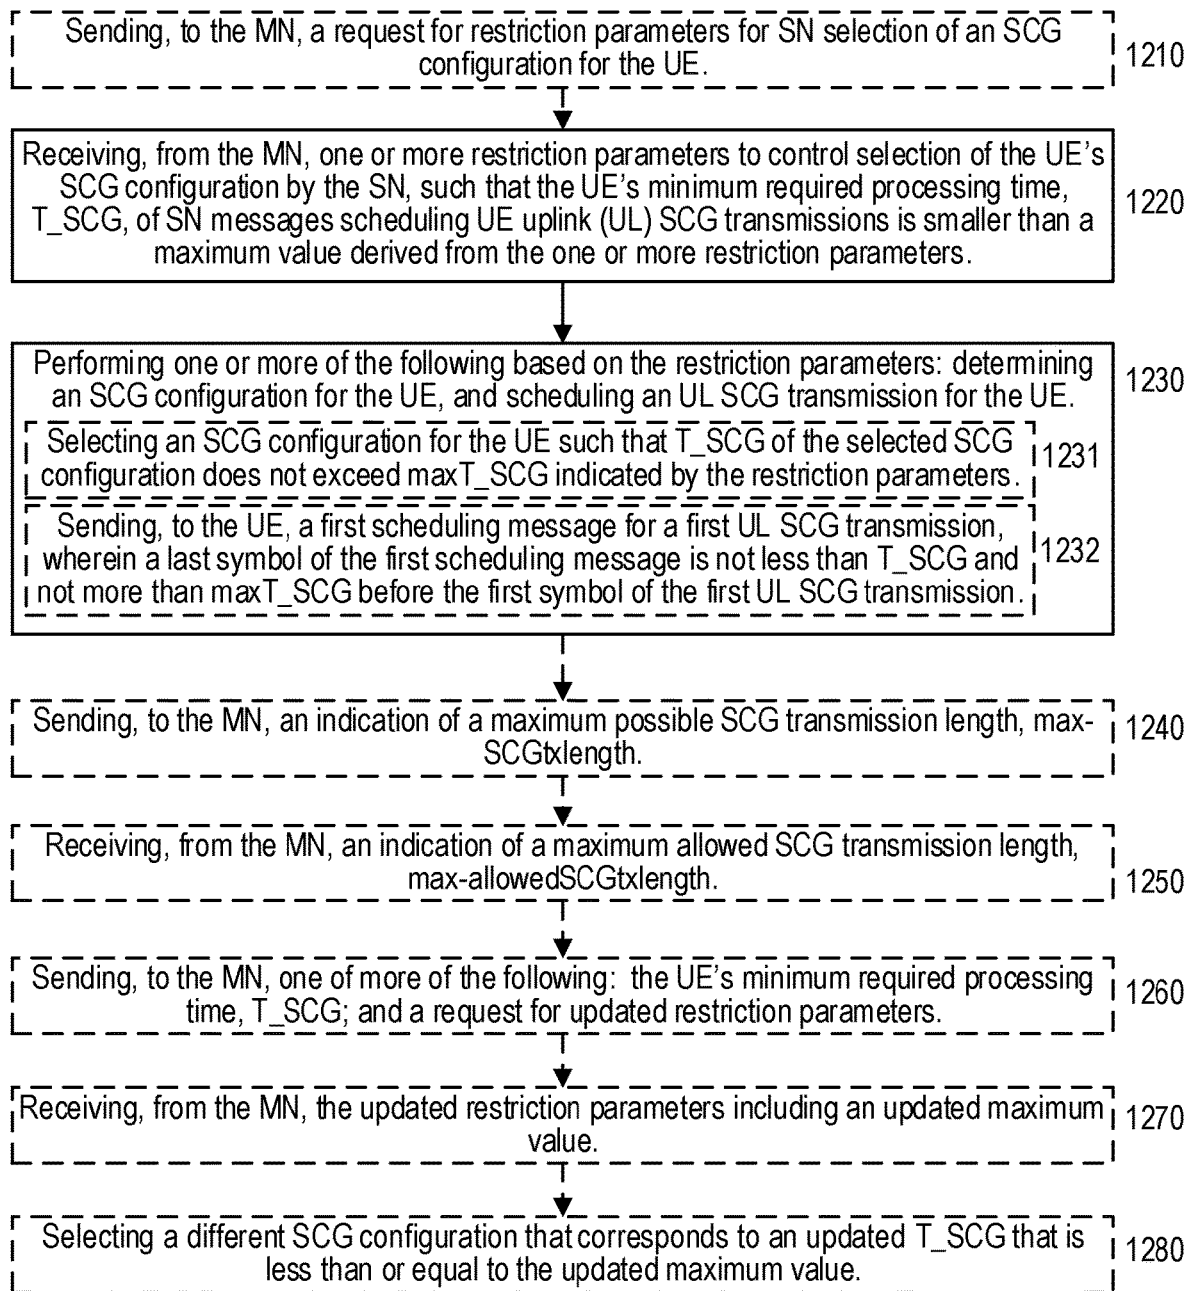 Sending, to the MN, a request for restriction parameters for SN selection of an SCG
configuration for the UE.
1210
Receiving, from the MN, one or more restriction parameters to control selection of the UE's
SCG configuration by the SN, such that the UE's minimum required processing time,
T_SCG, of SN messages scheduling UE uplink (UL) SCG transmissions is smaller than a
maximum value derived from the one or more restriction parameters.
1220
Performing one or more of the following based on the restriction parameters: determining
an SCG configuration for the UE, and scheduling an UL SCG transmission for the UE.
1230
Selecting an SCG configuration for the UE such that T_SCG of the selected SCG
configuration does not exceed maxT_SCG indicated by the restriction parameters.
1231
Sending, to the UE, a first scheduling message for a first UL SCG transmission,
wherein a last symbol of the first scheduling message is not less than T_SCG and
not more than maxT_SCG before the first symbol of the first UL SCG transmission.
1232
Sending, to the MN, an indication of a maximum possible SCG transmission length, max-
SCGtxlength.
1240
Receiving, from the MN, an indication of a maximum allowed SCG transmission length,
max-allowedSCGtxlength.
1250
Sending, to the MN, one of more of the following: the UE's minimum required processing
time, T_SCG; and a request for updated restriction parameters.
1260
Receiving, from the MN, the updated restriction parameters including an updated maximum
value.
1270
Selecting a different SCG configuration that corresponds to an updated T_SCG that is
less than or equal to the updated maximum value.
1280